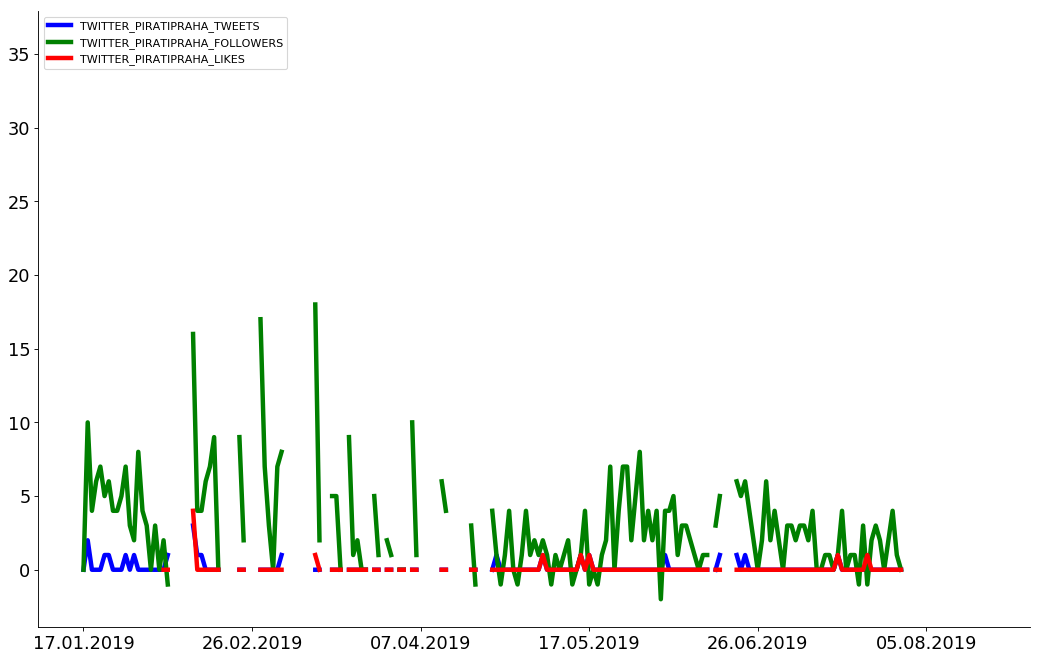 TWITTER_PIRATIPRAHA_TWEETS
TWITTER_PIRATIPRAHA_FOLLOWERS
TWITTER_PIRATIPRAHA_LIKES
35
30
25
20
15
10
5
0
17.01.2019 26.02.2019 07.04.2019 17.05.2019 26.06.2019 05.08.2019